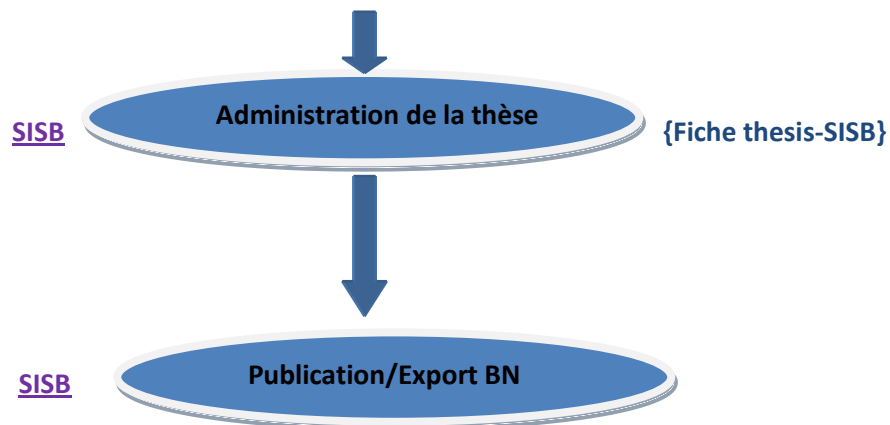 Administration de la thèse
SISB
{Fiche thesis-SISB}
Publication/Export BN
SISB